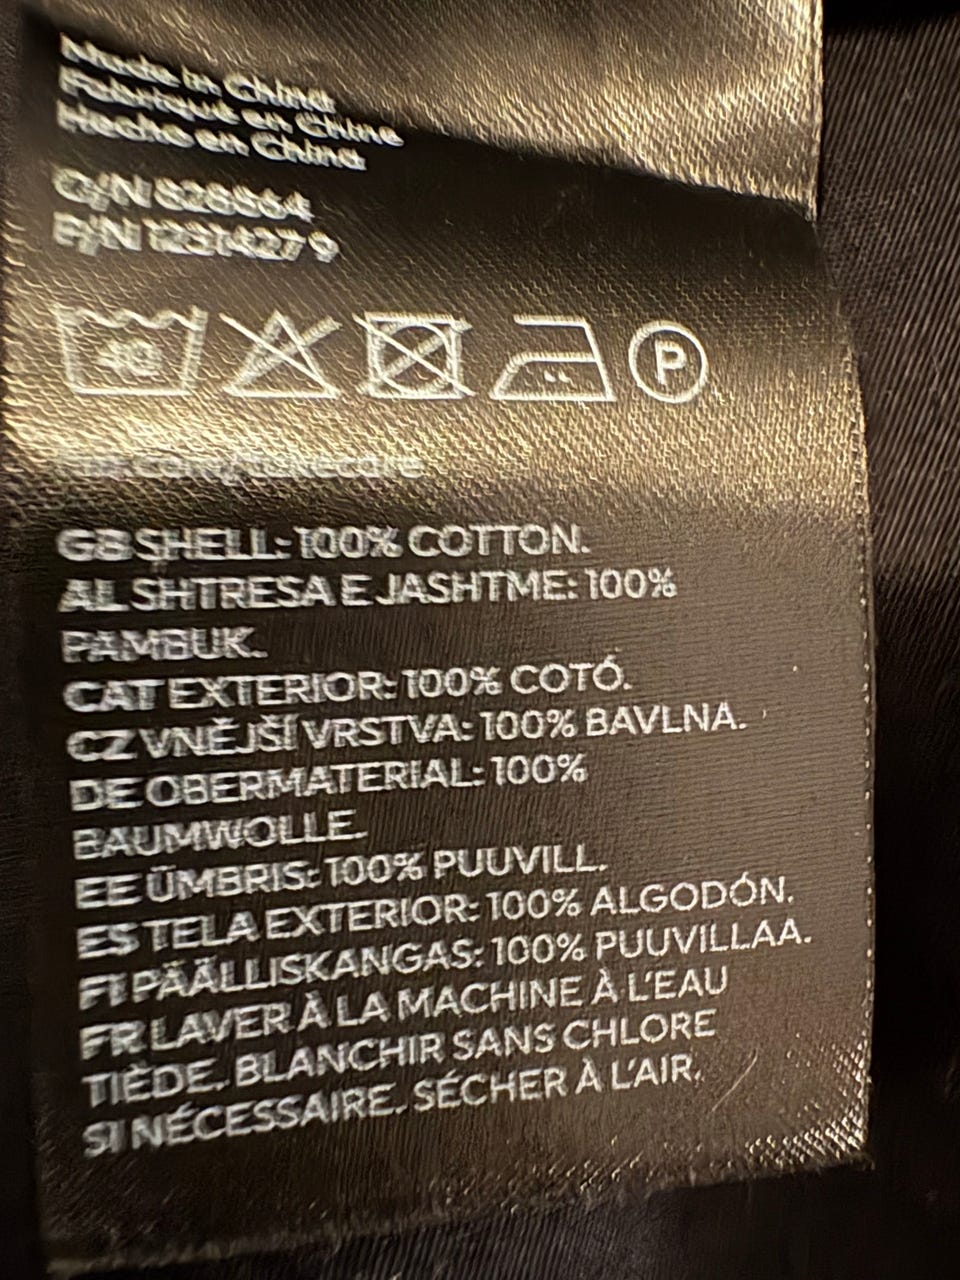 Made in China
Fabriqué en Chine
Hecho en China
O/N 828564
P/N 12314279
40
P
GB SHELL: 100% COTTON.
AL SHTRESA E JASHTME: 100%
PAMBUK.
CAT EXTERIOR: 100% COTÓ.
CZ VNĚJŠÍ VRSTVA: 100% BAVLNA.
DE OBERMATERIAL: 100%
BAUMWOLLE.
EE ÜMBRIS: 100% PUUVILL.
ES TELA EXTERIOR: 100% ALGODÓN.
FI PÄÄLLISKANGAS: 100% PUUVILLAA.
FR LAVER À LA MACHINE À L'EAU
TIÈDE. BLANCHIR SANS CHLORE
SI NÉCESSAIRE. SÉCHER À L'AIR.